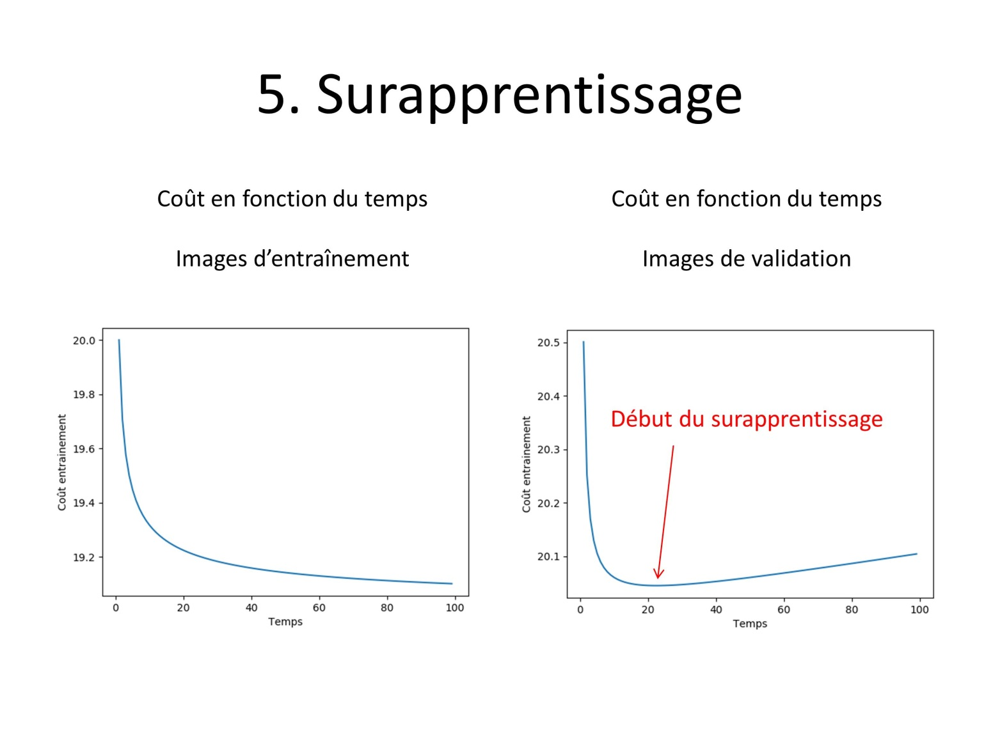 5. Surapprentissage
Coût en fonction du temps
Images d’entraînement
Coût en fonction du temps
Images de validation
20.0
19.8
19.6
19.4
19.2
Coût entrainement
0 20 40 60 80 100
Temps
20.5
20.4
20.3
20.2
20.1
Coût entrainement
Début du surapprentissage
0 20 40 60 80 100
Temps